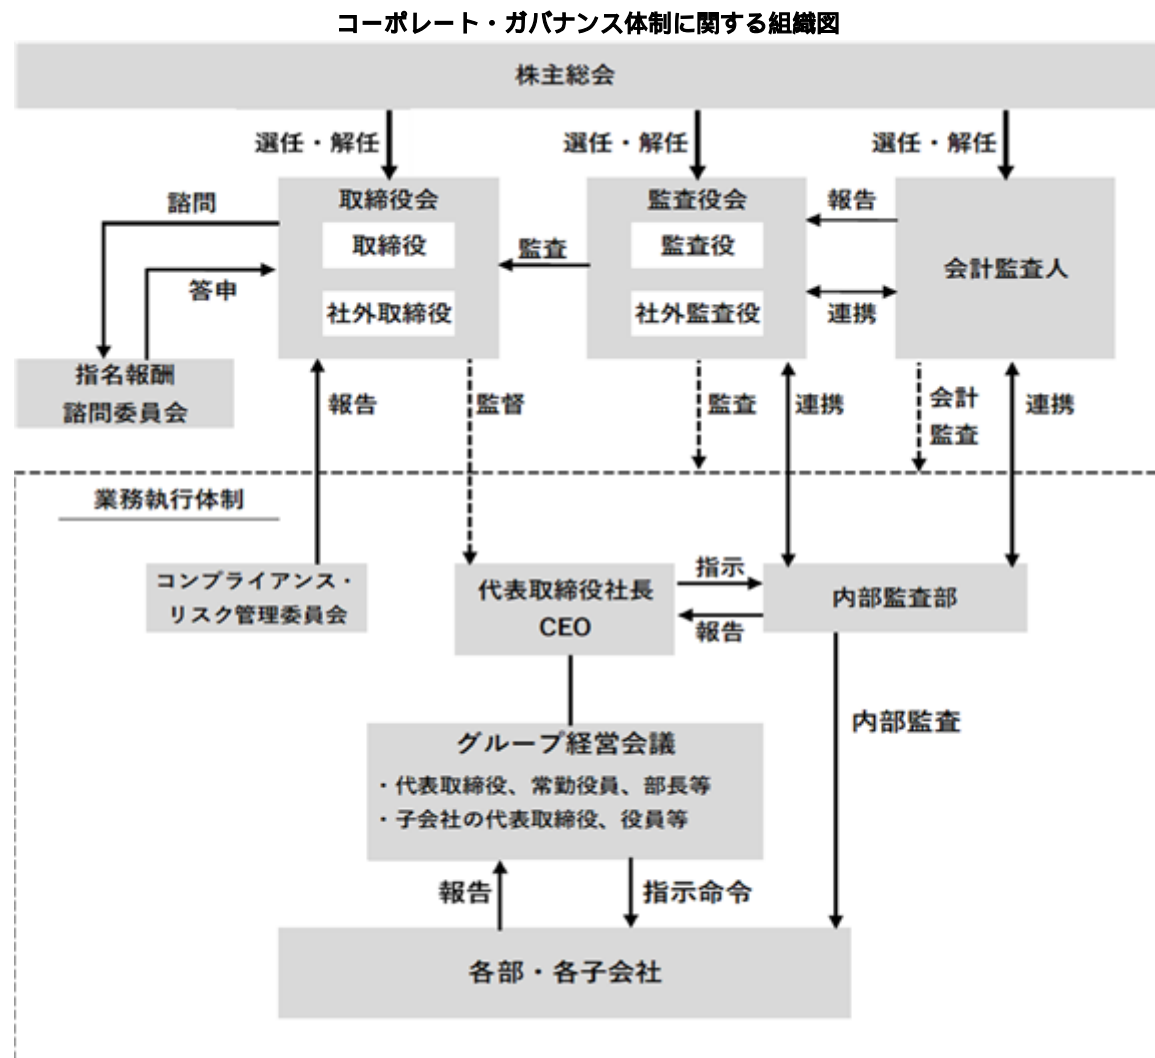 コーポレート・ガバナンス体制に関する組織図
株主総会
選任・解任
選任・解任
選任・解任
諮問
答申
取締役会
取締役
社外取締役
監査
監査役会
監査役
社外監査役
報告
連携
会計監査人
指名報酬
諮問委員会
報告
監督
監査
連携
会計
監査
連携
業務執行体制
コンプライアンス・
リスク管理委員会
代表取締役社長
CEO
指示
報告
内部監査部
内部監査
グループ経営会議
・代表取締役、常勤役員、部長等
・子会社の代表取締役、役員等
報告
指示命令
各部・各子会社